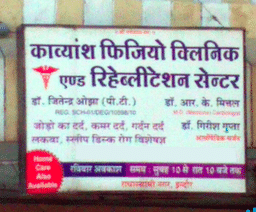 काव्यांश फिजियो क्लिनिक
एण्ड रिहेब्लीटेशन सेन्टर
डॉ. जितेन्द्र ओझा (पी.टी.)
डॉ. आर. के. मित्तल
जोड़ो का दर्द, कमर दर्द, गर्दन दर्द
डॉ. गिरीश गुप्ता
लकवा, स्लीप डिस्क रोग विशेषज्ञ
Home
Care
Also
Available
रविवार अवकाश समय : सुबह 10 से रात 10 बजे तक
राधास्वामी नगर, इन्दौर